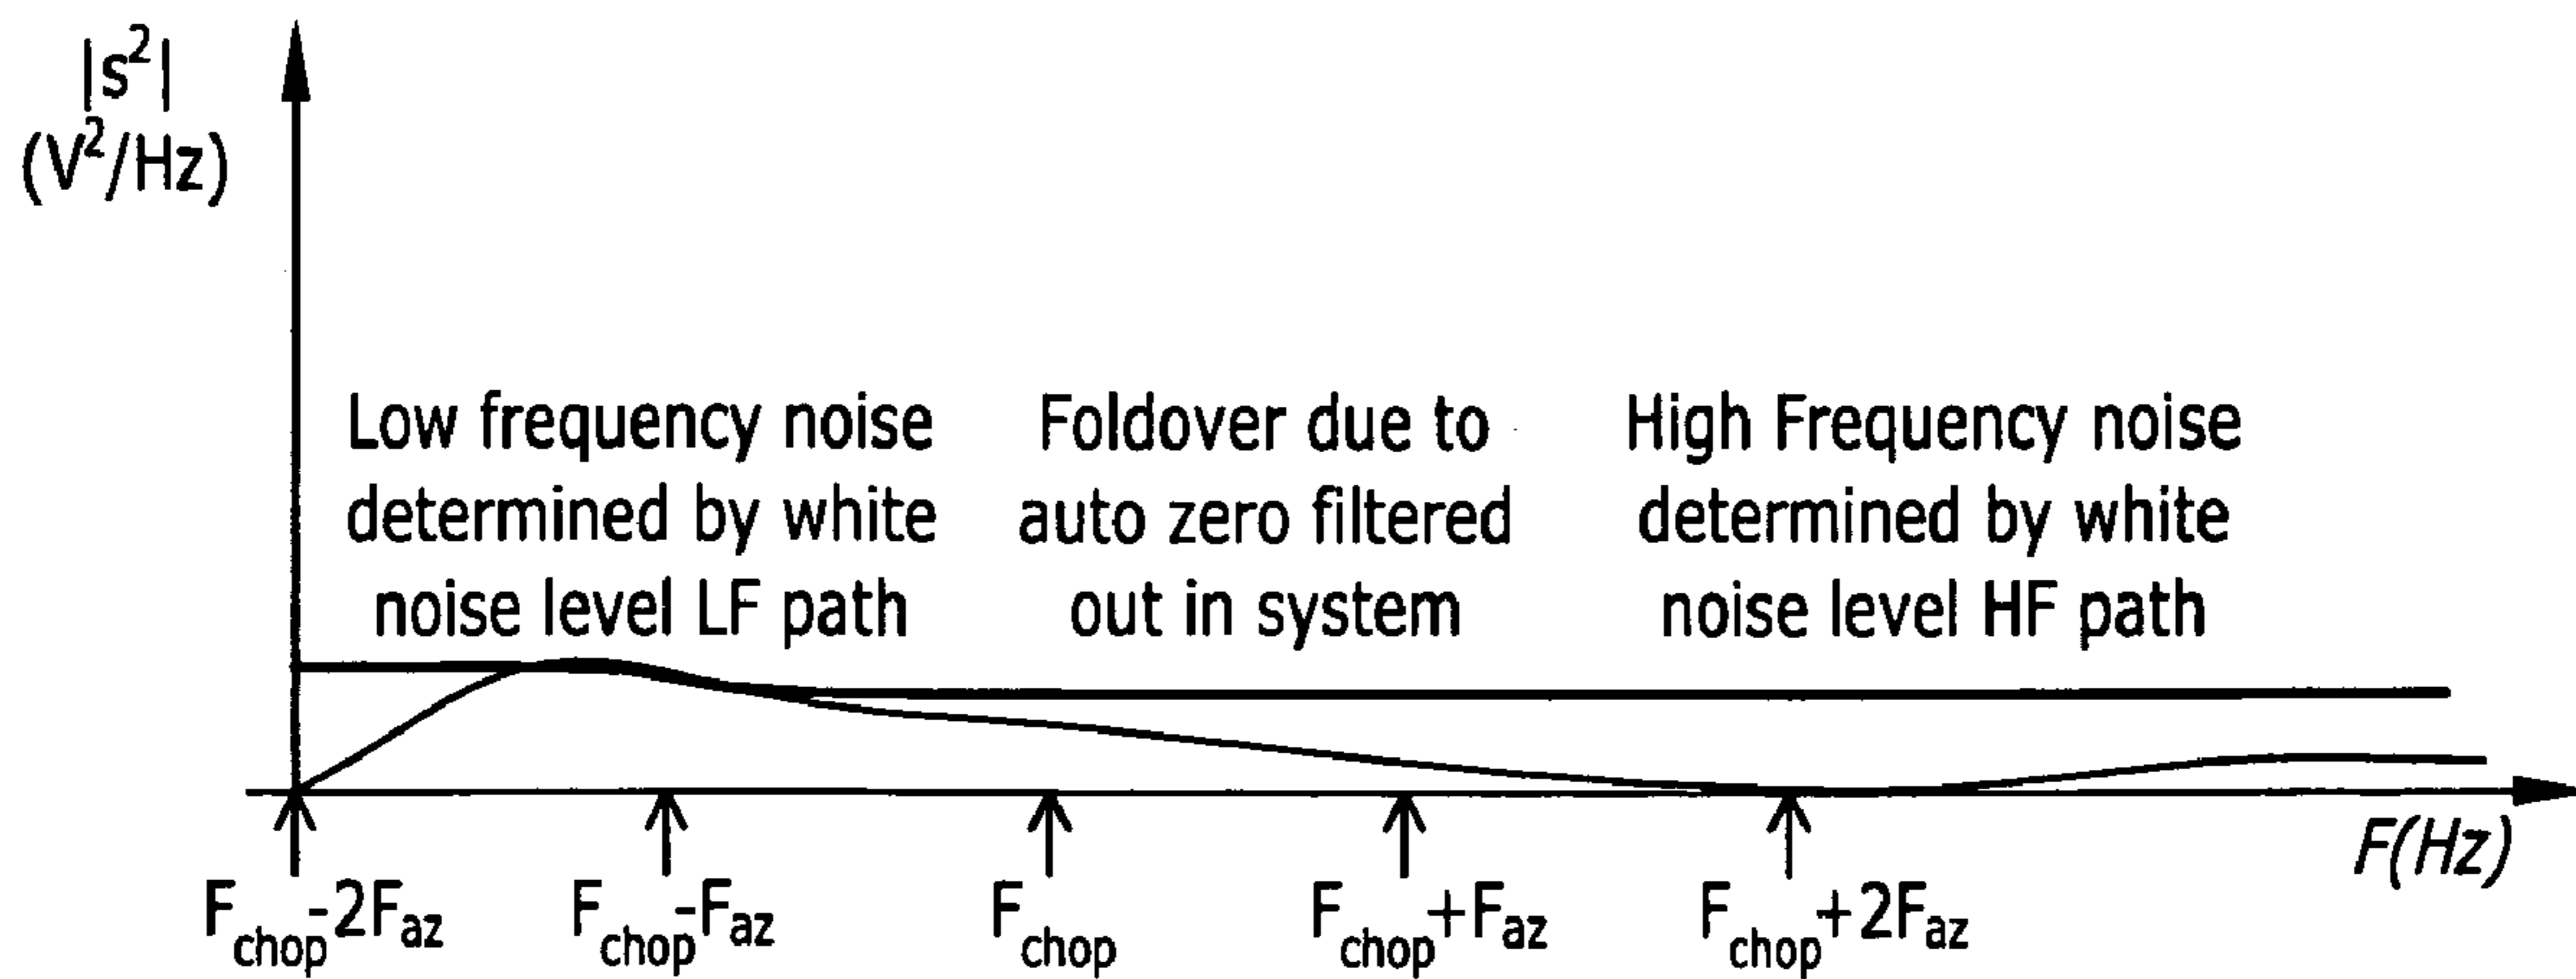 |s²|
(V²/Hz)
Low frequency noise
determined by white
noise level LF path
Foldover due to
auto zero filtered
out in system
High Frequency noise
determined by white
noise level HF path
F(Hz)
F_chop-2F_az
F_chop-F_az
F_chop
F_chop+F_az
F_chop+2F_az